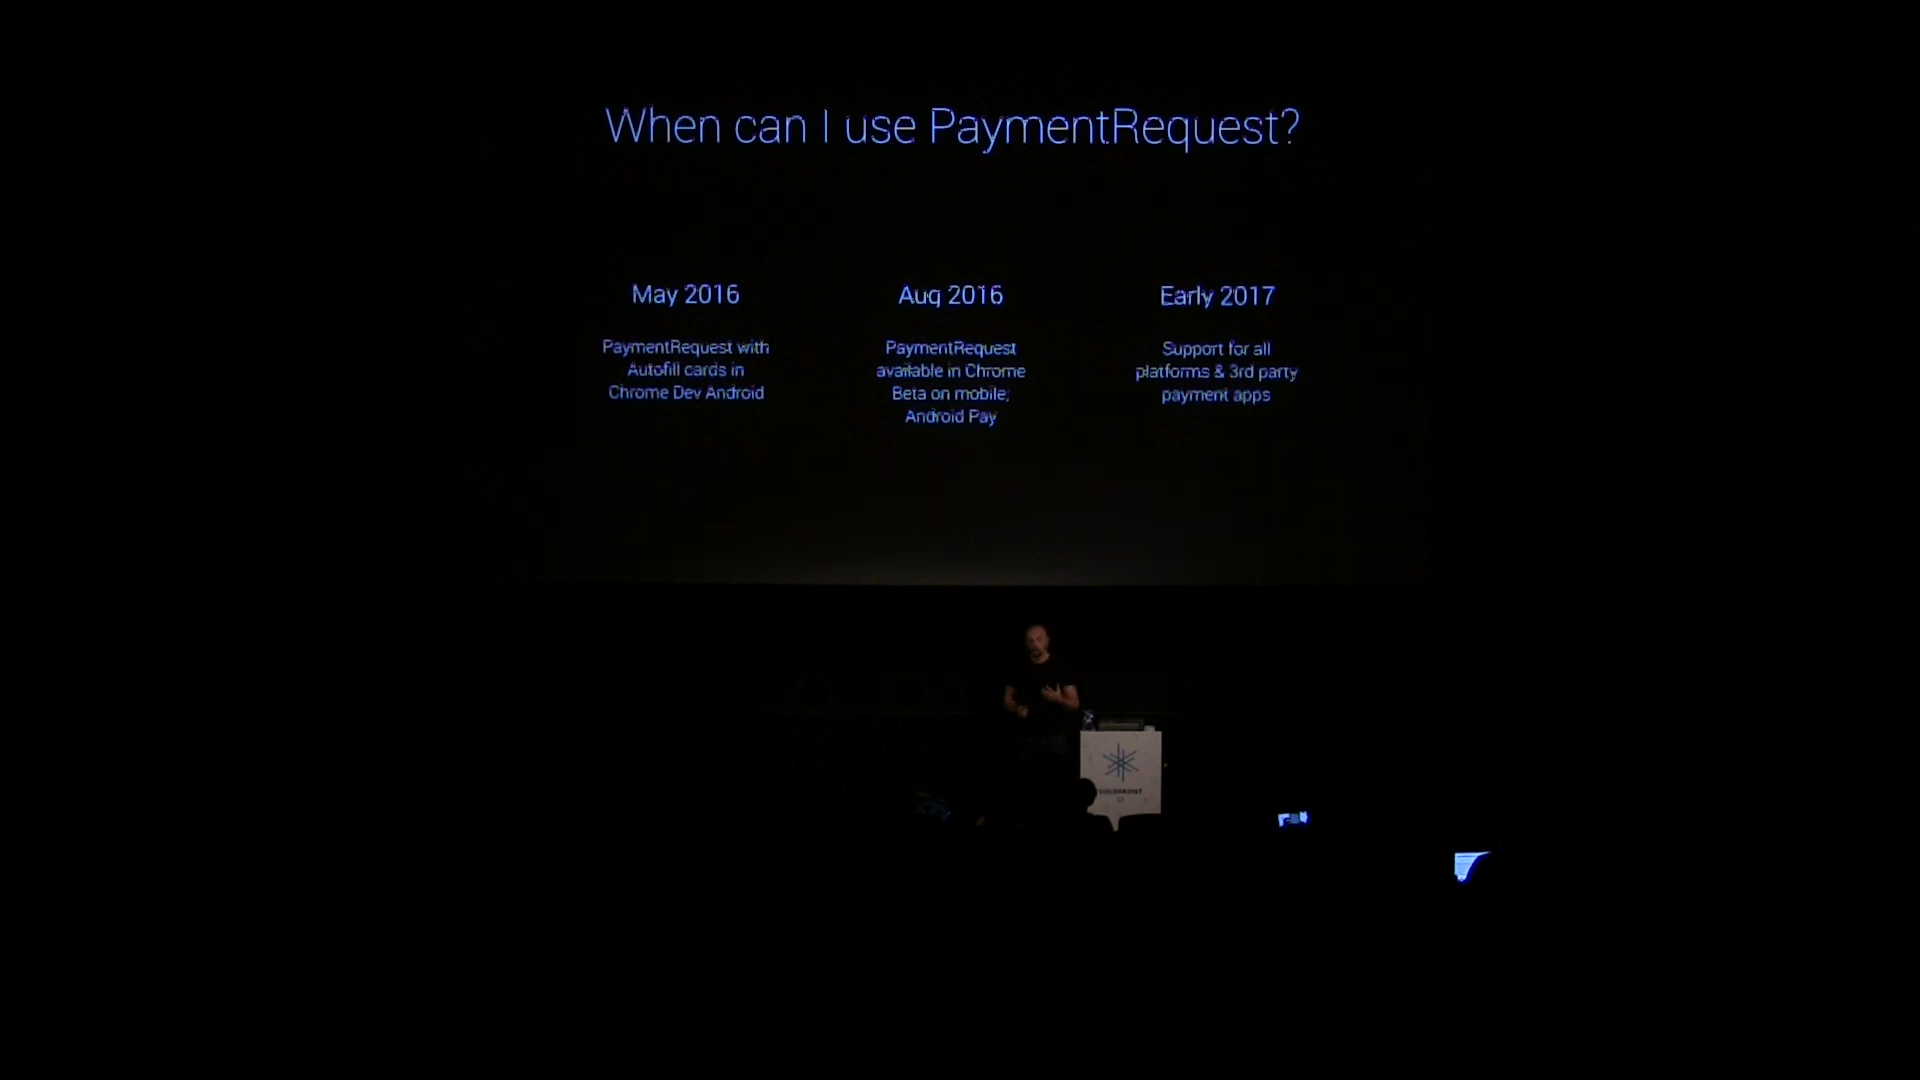 When can I use PaymentRequest?
May 2016
PaymentRequest with
Autofill cards in
Chrome Dev Android
Aug 2016
PaymentRequest
available in Chrome
Beta on mobile;
Android Pay
Early 2017
Support for all
platforms & 3rd party
payment apps
COLDFRONT